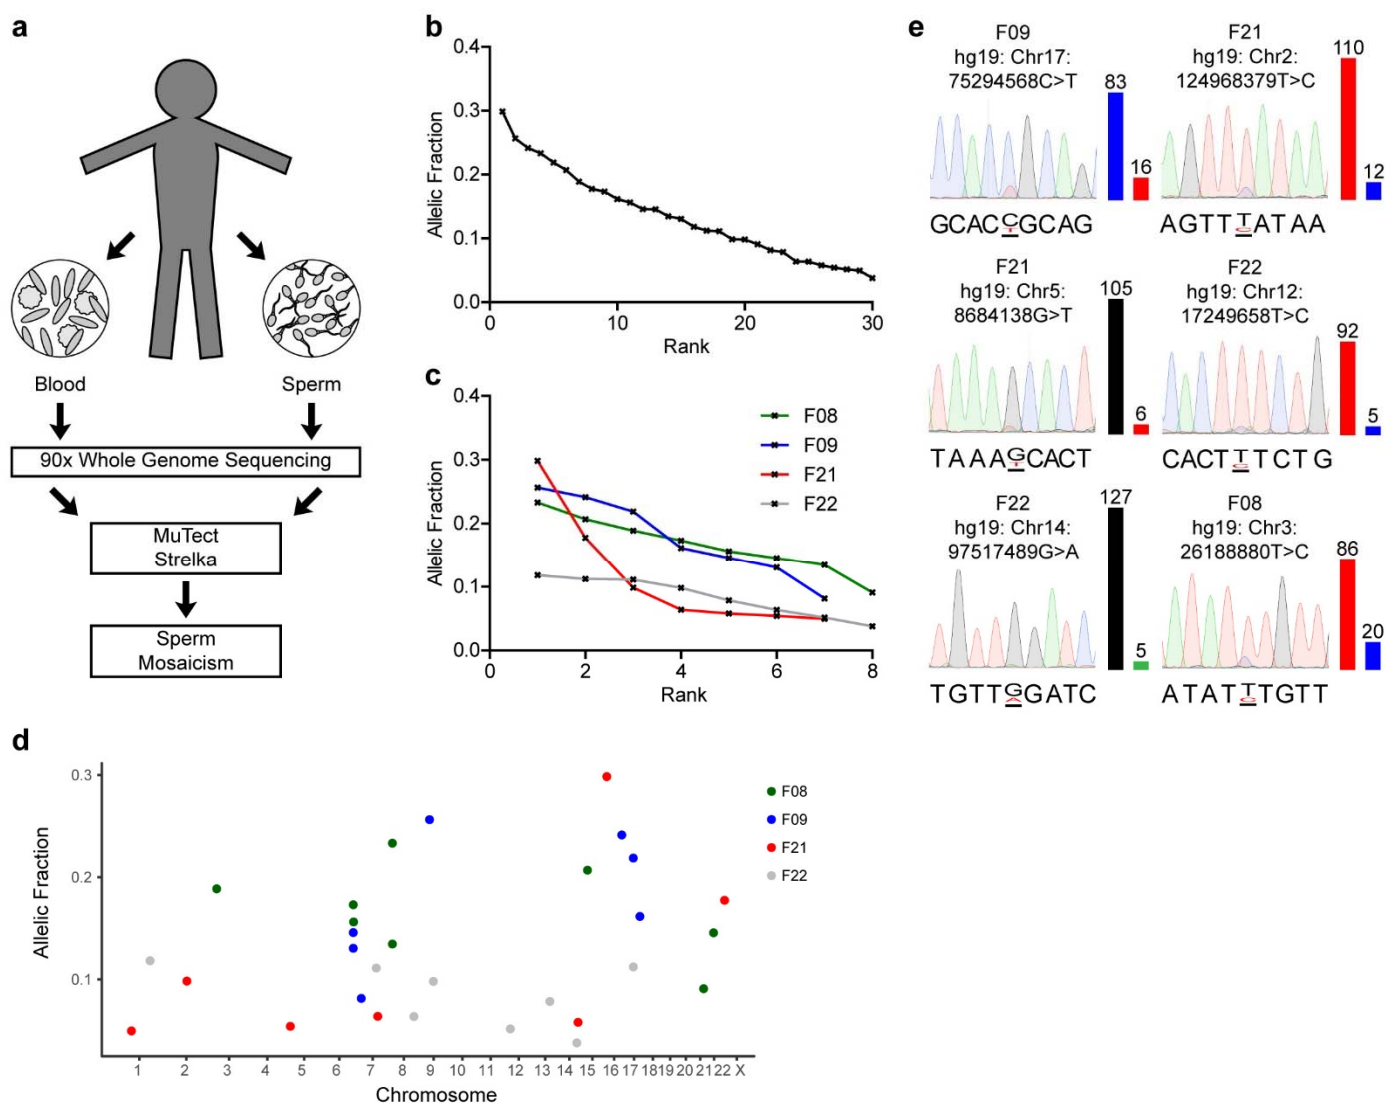 a
Blood
Sperm
90x Whole Genome Sequencing
MuTect
Strelka
Sperm
Mosaicism
b
Allelic Fraction
0.4
0.3
0.2
0.1
0.0
0 10 20 30
Rank
c
Allelic Fraction
0.4
0.3
0.2
0.1
0.0
0 2 4 6 8
Rank
F08
F09
F21
F22
d
Allelic Fraction
0.3
0.2
0.1
1 2 3 4 5 6 7 8 9 10 11 12 13 14 15 16 17 18 19 20 21 22 X
Chromosome
F08
F09
F21
F22
e
F09
hg19: Chr17:
75294568C>T
83
16
GCACCGCAG
T
F21
hg19: Chr2:
124968379T>C
110
12
AGTTTATAA
C
F21
hg19: Chr5:
8684138G>T
105
6
TAAAGCACT
T
F22
hg19: Chr12:
17249658T>C
92
5
CACTTTCTG
C
F22
hg19: Chr14:
97517489G>A
127
5
TGTTGGATC
A
F08
hg19: Chr3:
26188880T>C
86
20
ATATTTGTT
C